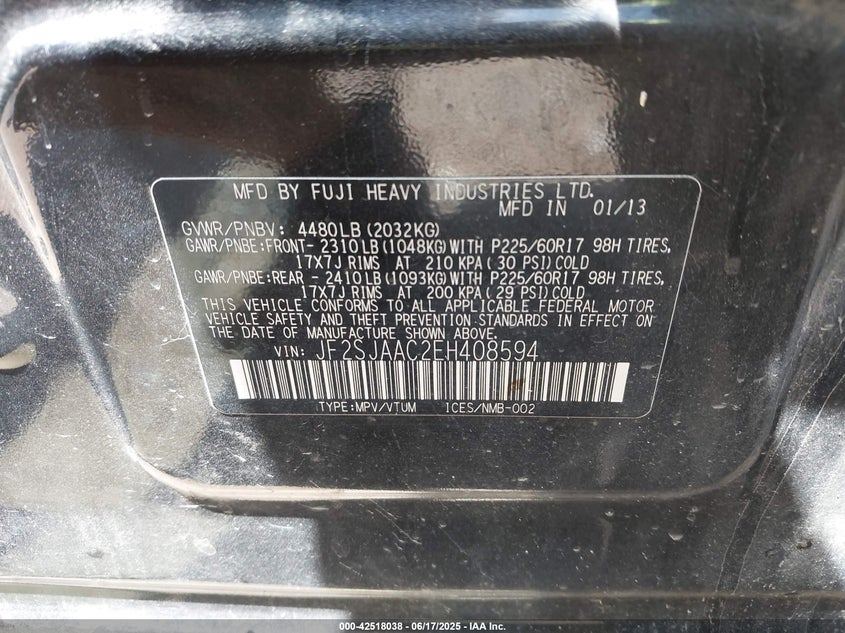 MFD BY FUJI HEAVY INDUSTRIES LTD.
MFD IN 01/13
GVWR/PNBV: 4480LB(2032KG)
GAWR/PNBE:FRONT- 2310LB(1048KG)WITH P225/60R17 98H TIRES,
17X7J RIMS AT 210 KPA(30 PSI)COLD
GAWR/PNBE:REAR - 2410LB(1093KG)WITH P225/60R17 98H TIRES,
17X7J RIMS AT 200 KPA(29 PSI)COLD
THIS VEHICLE CONFORMS TO ALL APPLICABLE FEDERAL MOTOR
VEHICLE SAFETY AND THEFT PREVENTION STANDARDS IN EFFECT ON
THE DATE OF MANUFACTURE SHOWN ABOVE.
VIN: JF2SJAAC2EH408594
TYPE:MPV/VTUM ICES/NMB-002
000-42518038 - 06/17/2025 - IAA Inc.